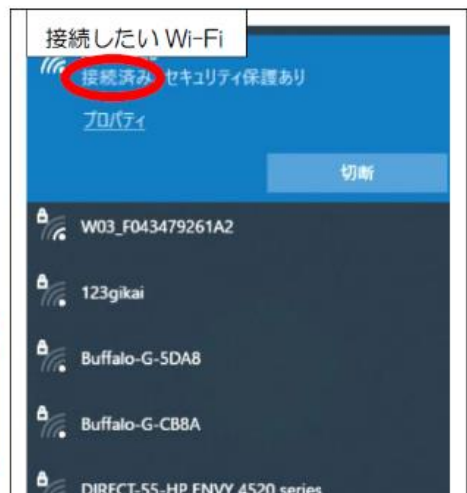 接続したい Wi-Fi
接続済み セキュリティ保護あり
プロパティ
切断
W03_F043479261A2
123gikai
Buffalo-G-5DA8
Buffalo-G-CB8A
DIRECT-55-HP ENVY 4520 series